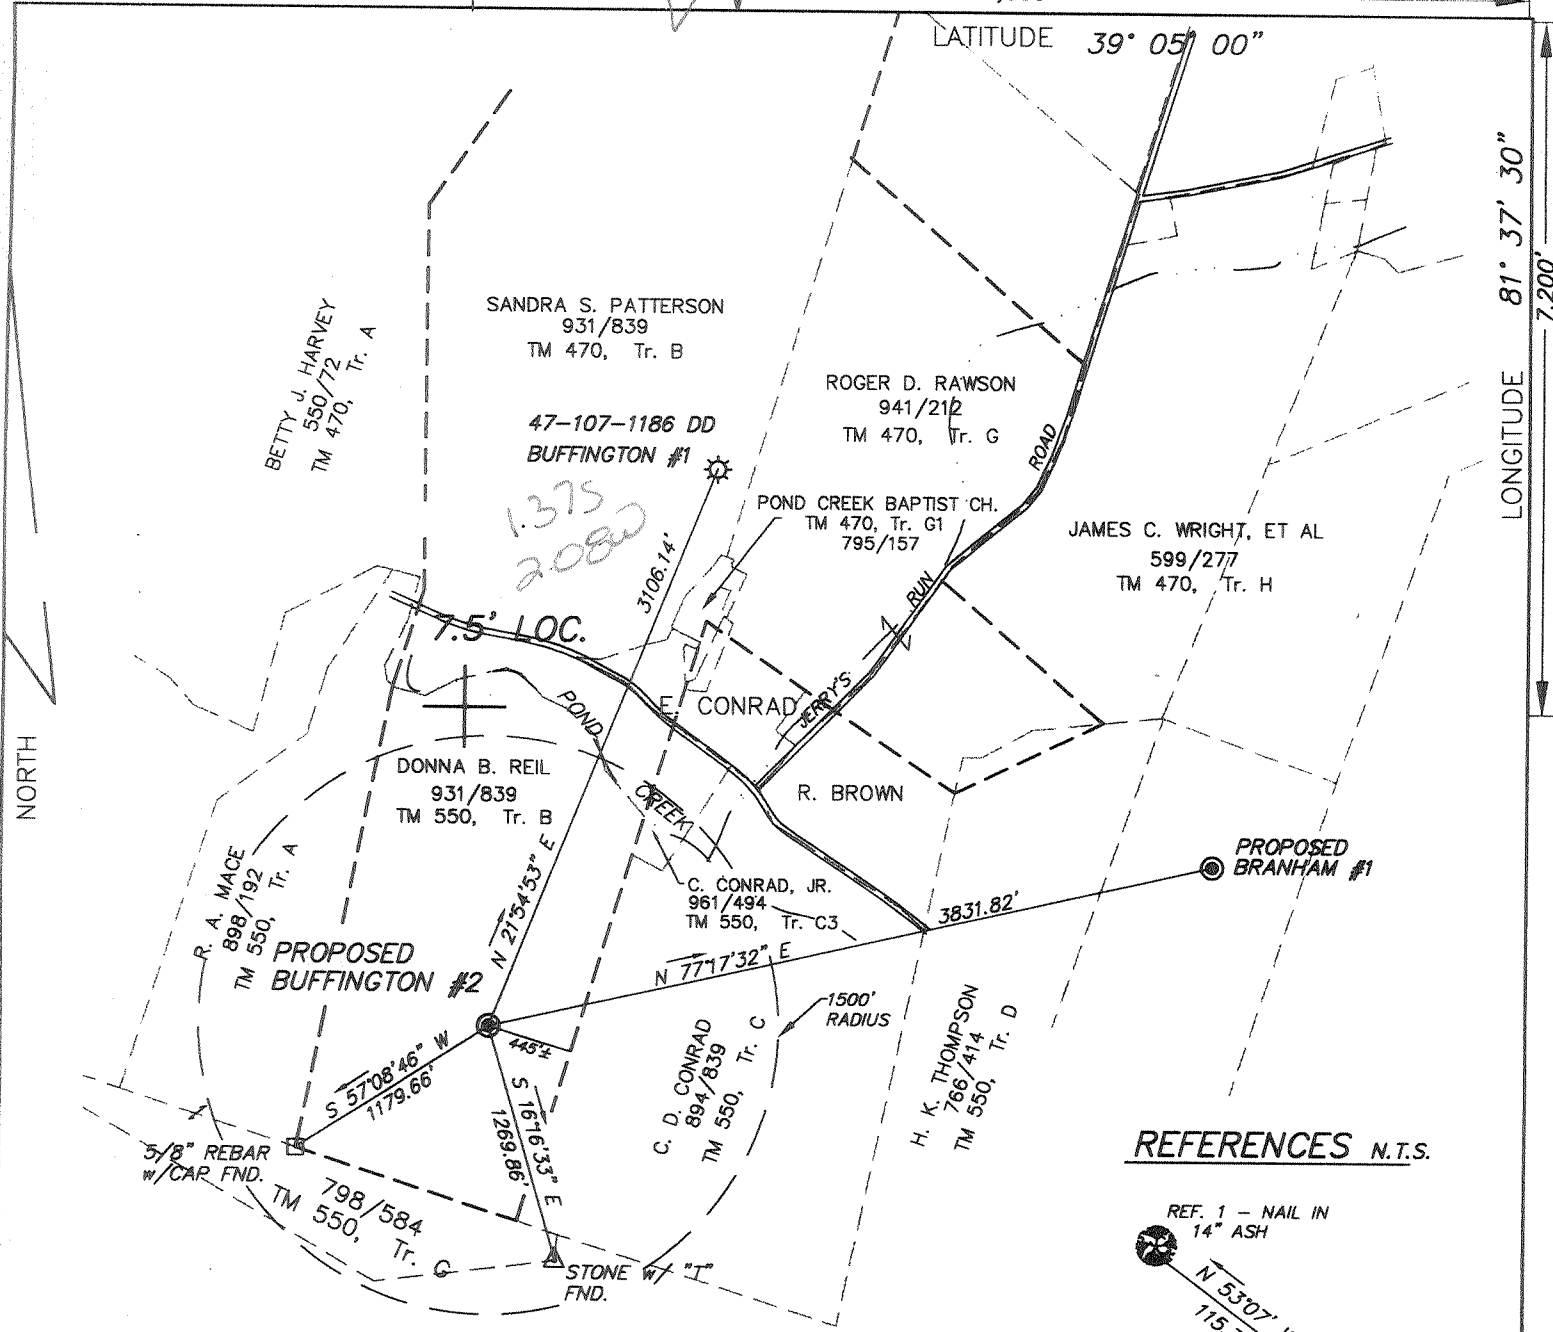 LATITUDE 39° 05' 00"
LONGITUDE 81° 37' 30"
7.200'
SANDRA S. PATTERSON
931/839
TM 470, Tr. B
BETTY J. HARVEY
550/72
TM 470, Tr. A
47-107-1186 DD
BUFFINGTON #1
1.375
2.08W
3106.14'
ROGER D. RAWSON
941/212
TM 470, Tr. G
POND CREEK BAPTIST CH.
TM 470, Tr. G1
795/157
JERRY'S RUN ROAD
JAMES C. WRIGHT, ET AL
599/277
TM 470, Tr. H
7.5' LOC.
POND CREEK
E. CONRAD
R. BROWN
NORTH
DONNA B. REIL
931/839
TM 550, Tr. B
R. A. MACE
898/192
TM 550, Tr. A
N 21°54'53" E
C. CONRAD, JR.
961/494
TM 550, Tr. C3
PROPOSED
BRANHAM #1
3831.82'
N 77°17'32" E
PROPOSED
BUFFINGTON #2
1500'
RADIUS
445'±
S 57°08'46" W
1179.66'
S 16°16'33" E
1269.86'
C. D. CONRAD
894/839
TM 550, Tr. C
H. K. THOMPSON
766/414
TM 550, Tr. D
5/8" REBAR
w/CAP FND.
798/584
TM 550, Tr. G
STONE w/ "T"
FND.
REFERENCES N.T.S.
REF. 1 - NAIL IN
14" ASH
N 53°07'
115.